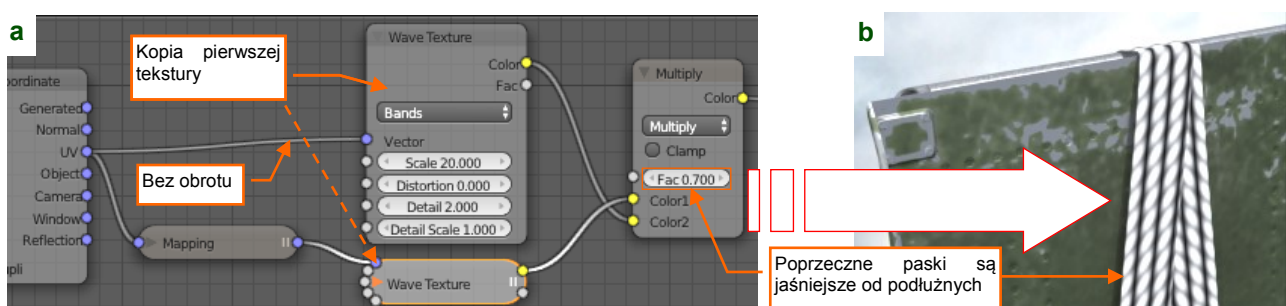 a
Kopia pierwszej
tekstury
Bez obrotu
oordinate
Generated
Normal
UV
Object
Camera
Window
Reflection
upli
Mapping
Wave Texture
Color
Fac
Bands
Vector
Scale 20.000
Distortion 0.000
Detail 2.000
Detail Scale 1.000
Wave Texture
Multiply
Color
Multiply
Clamp
Fac 0.700
Color1
Color2
b
Poprzeczne paski są
jaśniejsze od podłużnych